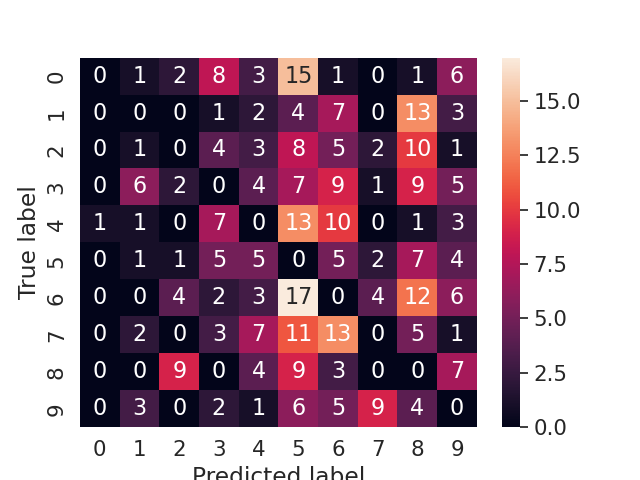 0 0 1 2 8 3 15 1 0 1 6
1 0 0 0 1 2 4 7 0 13 3
2 0 1 0 4 3 8 5 2 10 1
3 0 6 2 0 4 7 9 1 9 5
4 1 1 0 7 0 13 10 0 1 3
5 0 1 1 5 5 0 5 2 7 4
6 0 0 4 2 3 17 0 4 12 6
7 0 2 0 3 7 11 13 0 5 1
8 0 0 9 0 4 9 3 0 0 7
9 0 3 0 2 1 6 5 9 4 0
0 1 2 3 4 5 6 7 8 9
Predicted label
True label
15.0
12.5
10.0
7.5
5.0
2.5
0.0